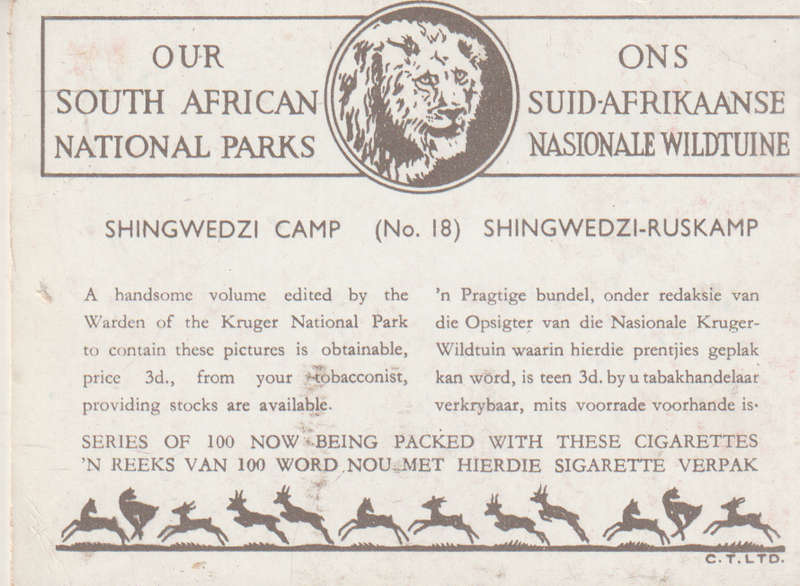 OUR
SOUTH AFRICAN
NATIONAL PARKS
ONS
SUID-AFRIKAANSE
NASIONALE WILDTUINE
SHINGWEDZI CAMP (No. 18) SHINGWEDZI-RUSKAMP
A handsome volume edited by the
Warden of the Kruger National Park
to contain these pictures is obtainable,
price 3d., from your tobacconist,
providing stocks are available.
'n Pragtige bundel, onder redaksie van
die Opsigter van die Nasionale Kruger-
Wildtuin waarin hierdie prentjies geplak
kan word, is teen 3d. by u tabakhandelaar
verkrybaar, mits voorrade voorhande is.
SERIES OF 100 NOW BEING PACKED WITH THESE CIGARETTES
'N REEKS VAN 100 WORD NOU MET HIERDIE SIGARETTE VERPAK
C.T.LTD.